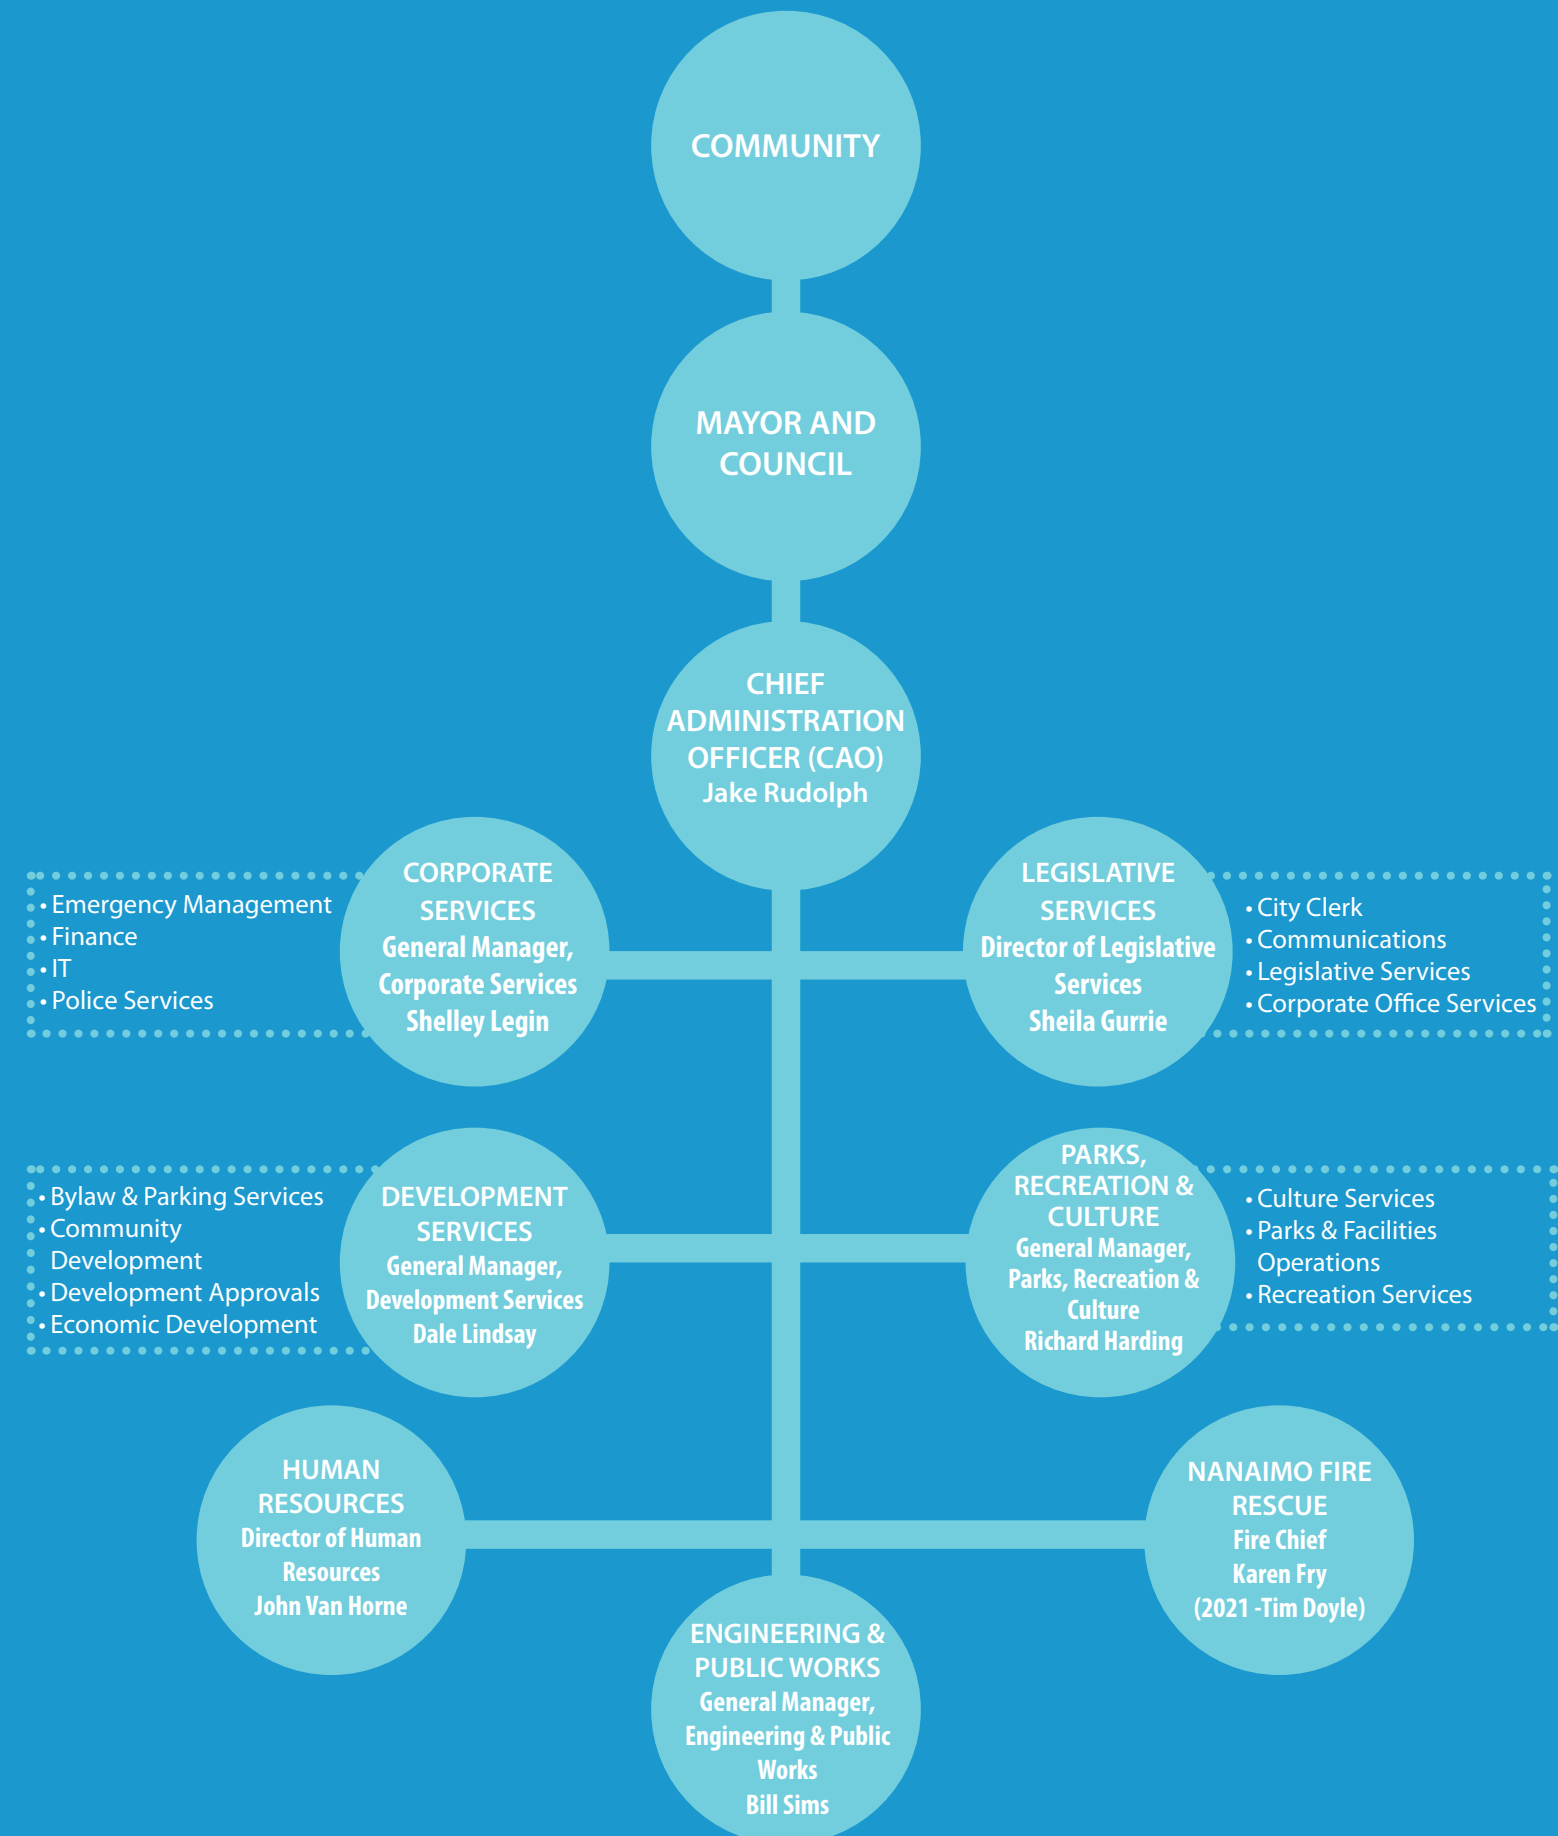 COMMUNITY
MAYOR AND
COUNCIL
CHIEF
ADMINISTRATION
OFFICER (CAO)
Jake Rudolph
• Emergency Management
• Finance
• IT
• Police Services
CORPORATE
SERVICES
General Manager,
Corporate Services
Shelley Legin
LEGISLATIVE
SERVICES
Director of Legislative
Services
Sheila Gurrie
• City Clerk
• Communications
• Legislative Services
• Corporate Office Services
• Bylaw & Parking Services
• Community
Development
• Development Approvals
• Economic Development
DEVELOPMENT
SERVICES
General Manager,
Development Services
Dale Lindsay
PARKS,
RECREATION &
CULTURE
General Manager,
Parks, Recreation &
Culture
Richard Harding
• Culture Services
• Parks & Facilities
Operations
• Recreation Services
HUMAN
RESOURCES
Director of Human
Resources
John Van Horne
NANAIMO FIRE
RESCUE
Fire Chief
Karen Fry
(2021 -Tim Doyle)
ENGINEERING &
PUBLIC WORKS
General Manager,
Engineering & Public
Works
Bill Sims